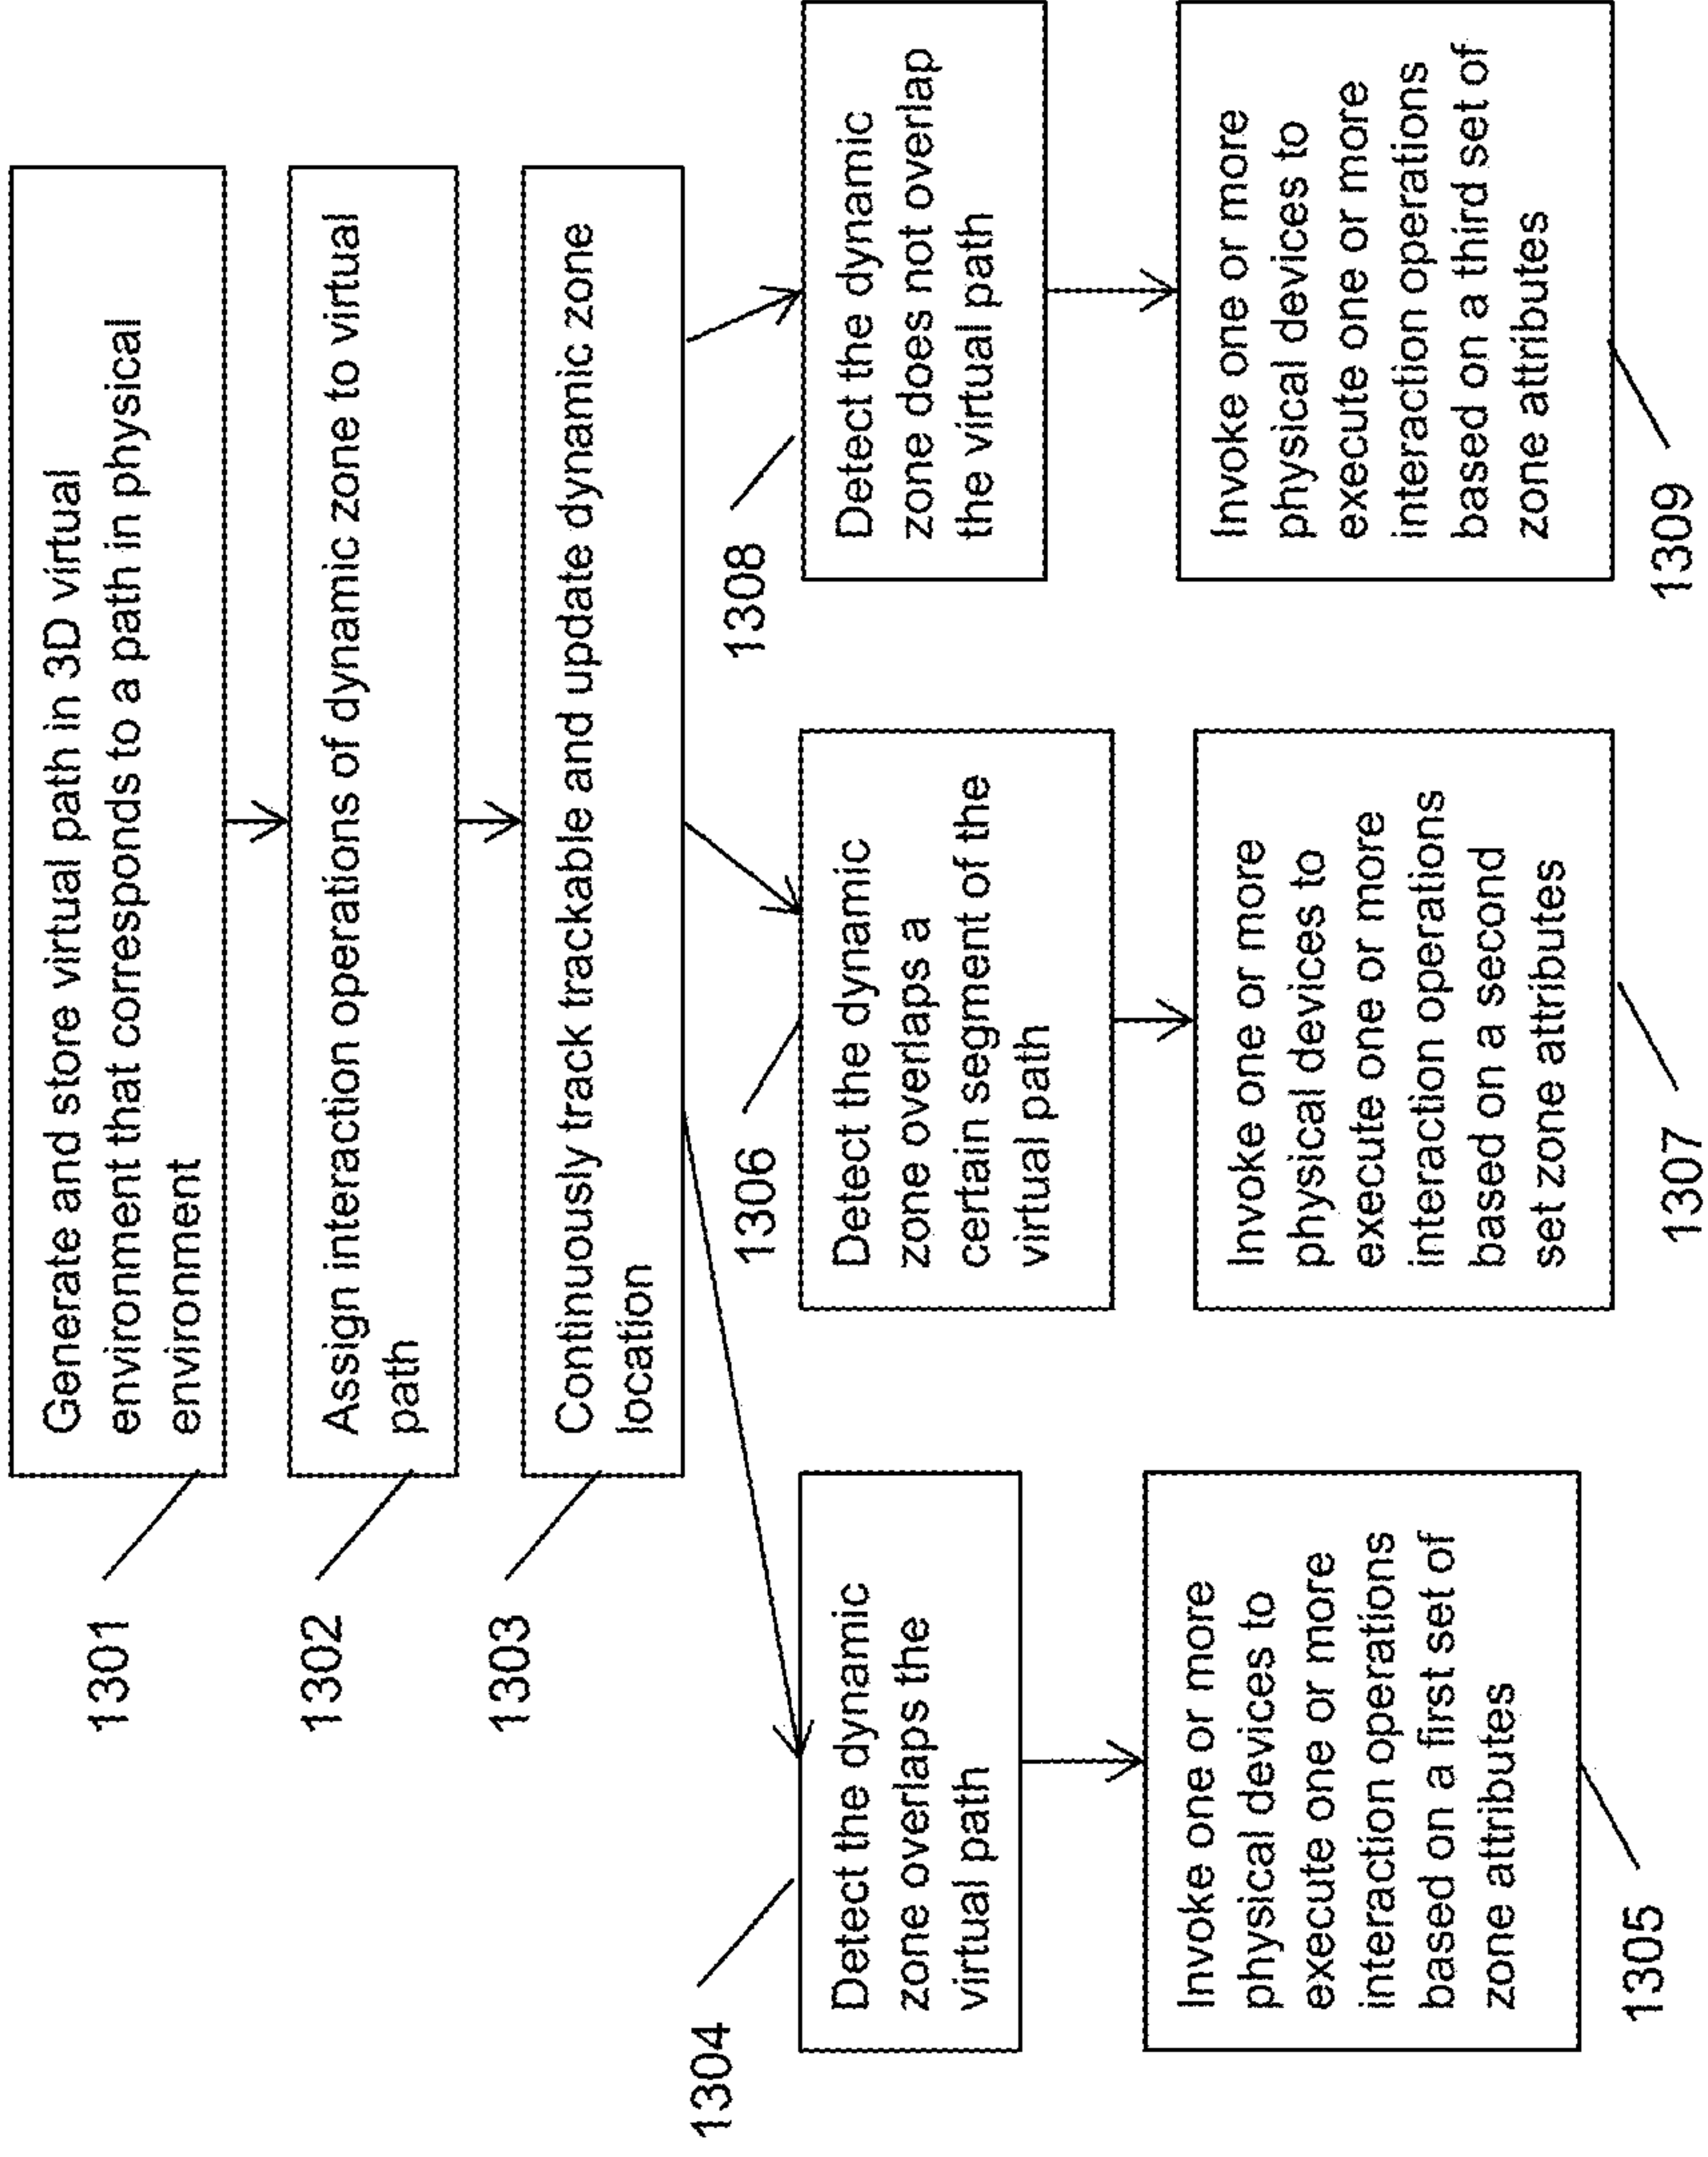 1301
Generate and store virtual path in 3D virtual
environment that corresponds to a path in physical
environment
1302
Assign interaction operations of dynamic zone to virtual
path
1303
Continuously track trackable and update dynamic zone
location
1304
Detect the dynamic
zone overlaps the
virtual path
1306
Detect the dynamic
zone overlaps a
certain segment of the
virtual path
1308
Detect the dynamic
zone does not overlap
the virtual path
Invoke one or more
physical devices to
execute one or more
interaction operations
based on a first set of
zone attributes
1305
Invoke one or more
physical devices to
execute one or more
interaction operations
based on a second
set zone attributes
1307
Invoke one or more
physical devices to
execute one or more
interaction operations
based on a third set of
zone attributes
1309